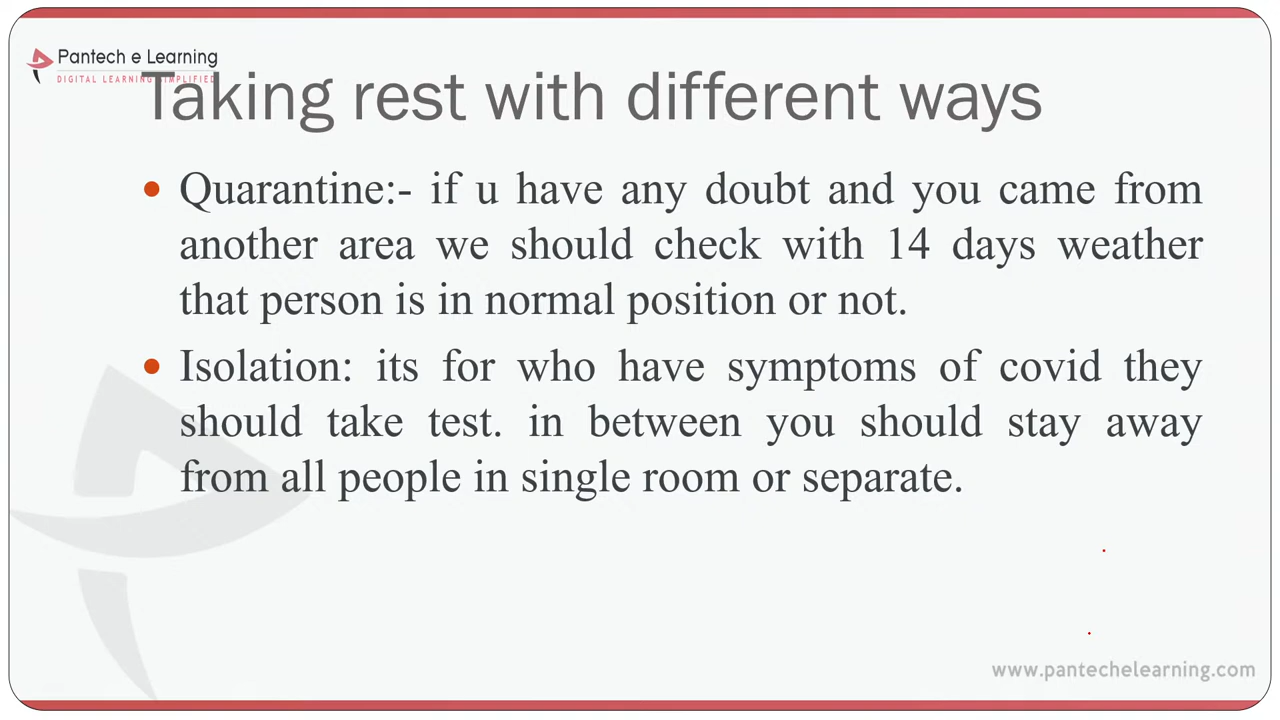 Pantech e Learning
DIGITAL LEARNING SIMPLIFIED
Taking rest with different ways
Quarantine:- if u have any doubt and you came from
another area we should check with 14 days weather
that person is in normal position or not.
Isolation: its for who have symptoms of covid they
should take test. in between you should stay away
from all people in single room or separate.
www.pantechelearning.com